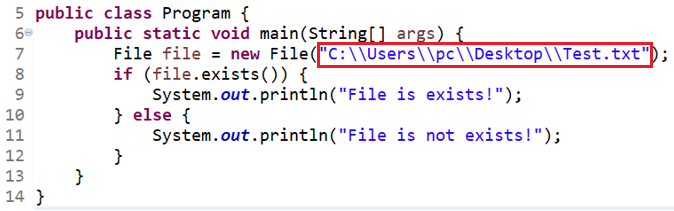 5 public class Program {
6 public static void main(String[] args) {
7 File file = new File("C:\\Users\\pc\\Desktop\\Test.txt");
8 if (file.exists()) {
9 System.out.println("File is exists!");
10 } else {
11 System.out.println("File is not exists!");
12 }
13 }
14 }